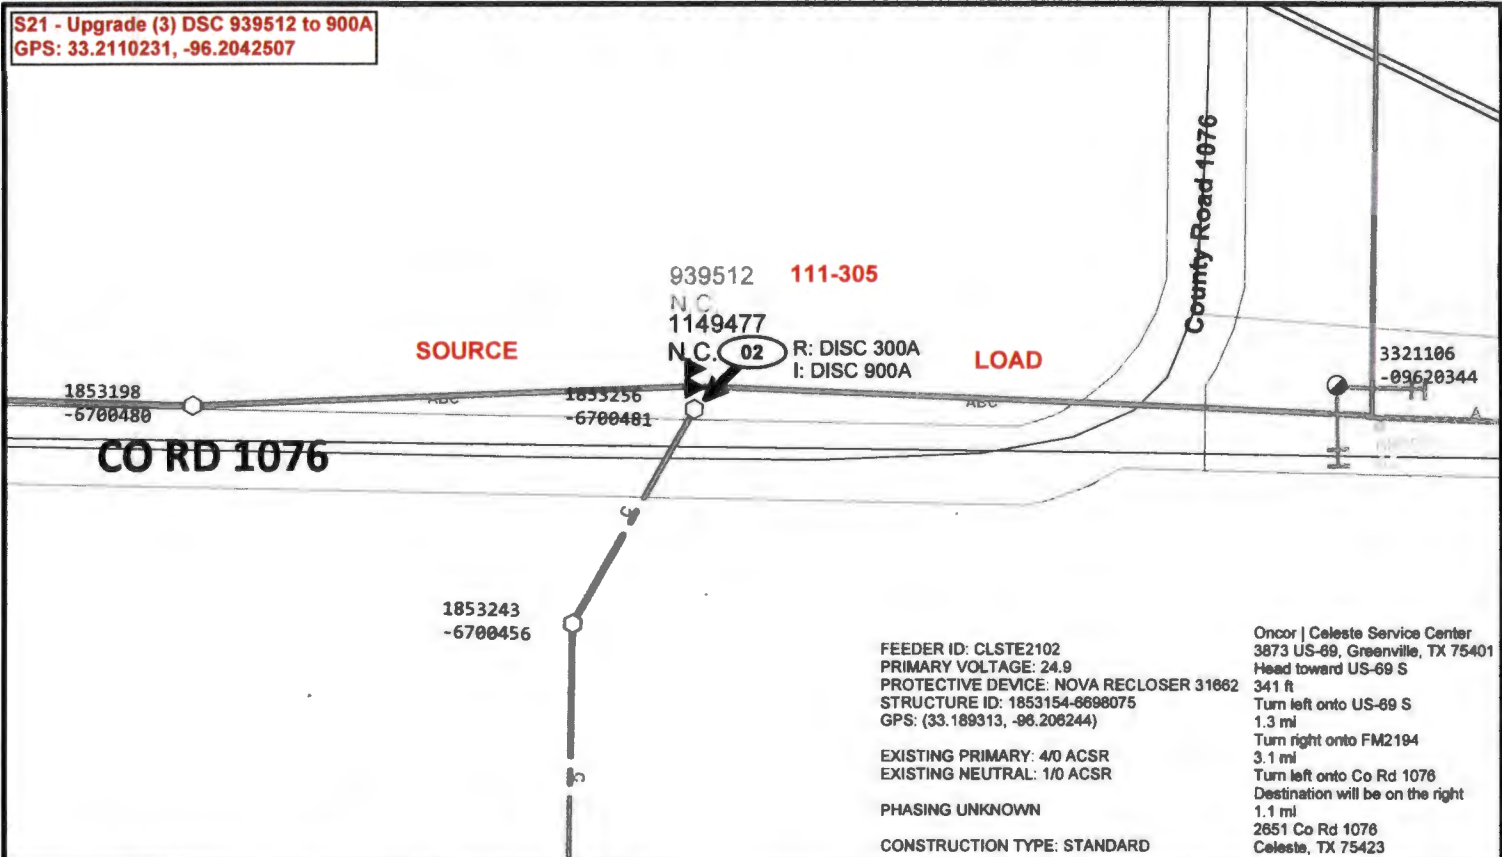 S21 - Upgrade (3) DSC 939512 to 900A
GPS: 33.2110231, -96.2042507
County Road 1076
939512
111-305
N.C.
1149477
N.C.
02
R: DISC 300A
I: DISC 900A
SOURCE
LOAD
3321106
-09620344
1853198
-6700480
ABC
1853256
-6700481
ABC
A
CO RD 1076
C
1853243
-6700456
C
FEEDER ID: CLSTE2102
PRIMARY VOLTAGE: 24.9
PROTECTIVE DEVICE: NOVA RECLOSER 31662
STRUCTURE ID: 1853154-6698075
GPS: (33.189313, -96.206244)
EXISTING PRIMARY: 4/0 ACSR
EXISTING NEUTRAL: 1/0 ACSR
PHASING UNKNOWN
CONSTRUCTION TYPE: STANDARD
Oncor | Celeste Service Center
3873 US-69, Greenville, TX 75401
Head toward US-69 S
341 ft
Turn left onto US-69 S
1.3 mi
Turn right onto FM2194
3.1 mi
Turn left onto Co Rd 1076
Destination will be on the right
1.1 mi
2651 Co Rd 1076
Celeste, TX 75423